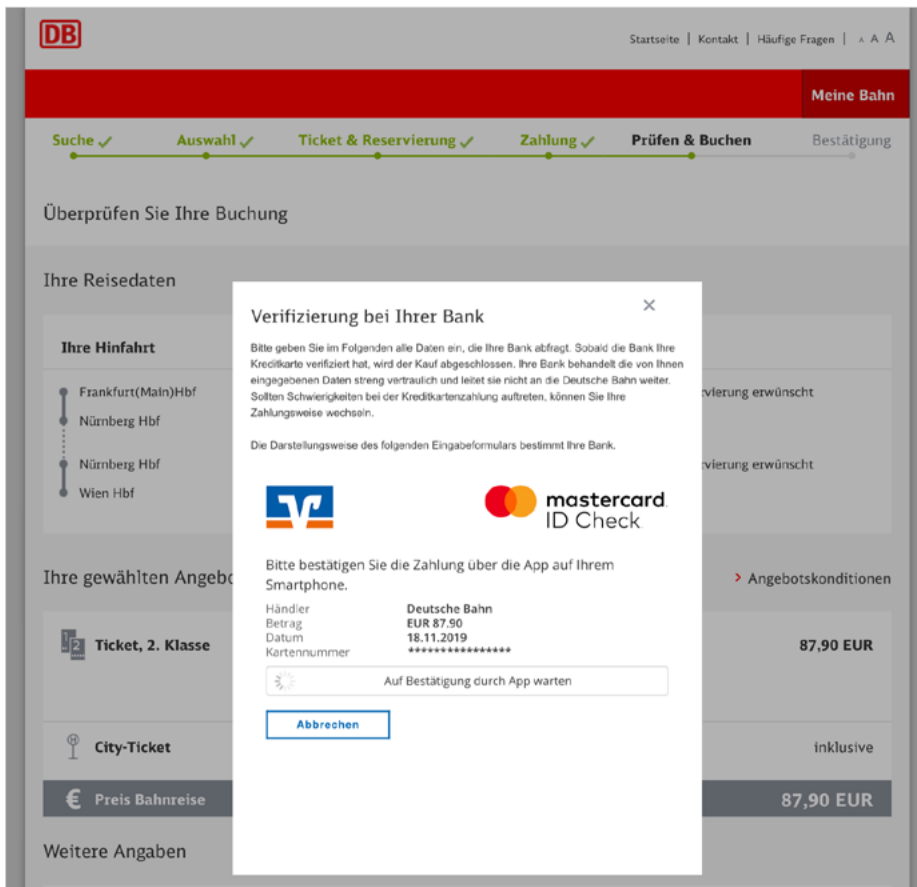 DB
Startseite | Kontakt | Häufige Fragen | A A A
Meine Bahn
Suche Auswahl Ticket & Reservierung Zahlung Prüfen & Buchen Bestätigung
Überprüfen Sie Ihre Buchung
Ihre Reisedaten
Ihre Hinfahrt
Frankfurt(Main)Hbf
Nürnberg Hbf
Nürnberg Hbf
Wien Hbf
erwünscht
erwünscht
Verifizierung bei Ihrer Bank
Bitte geben Sie im Folgenden alle Daten ein, die Ihre Bank abfragt. Sobald die Bank Ihre
Kreditkarte verifiziert hat, wird der Kauf abgeschlossen. Ihre Bank behandelt die von Ihnen
eingegebenen Daten streng vertraulich und leitet sie nicht an die Deutsche Bahn weiter.
Sollten Schwierigkeiten bei der Kreditkartenzahlung auftreten, können Sie Ihre
Zahlungsweise wechseln.
Die Darstellungsweise des folgenden Eingabeformulars bestimmt Ihre Bank.
mastercard
ID Check
Bitte bestätigen Sie die Zahlung über die App auf Ihrem
Smartphone.
Händler Deutsche Bahn
Betrag EUR 87.90
Datum 18.11.2019
Kartennummer ****************
Auf Bestätigung durch App warten
Abbrechen
Ihre gewählten
Angebotskonditionen
1 2 Ticket, 2. Klasse 87,90 EUR
H City-Ticket inklusive
€ Preis Bahnreise 87,90 EUR
Weitere Angaben